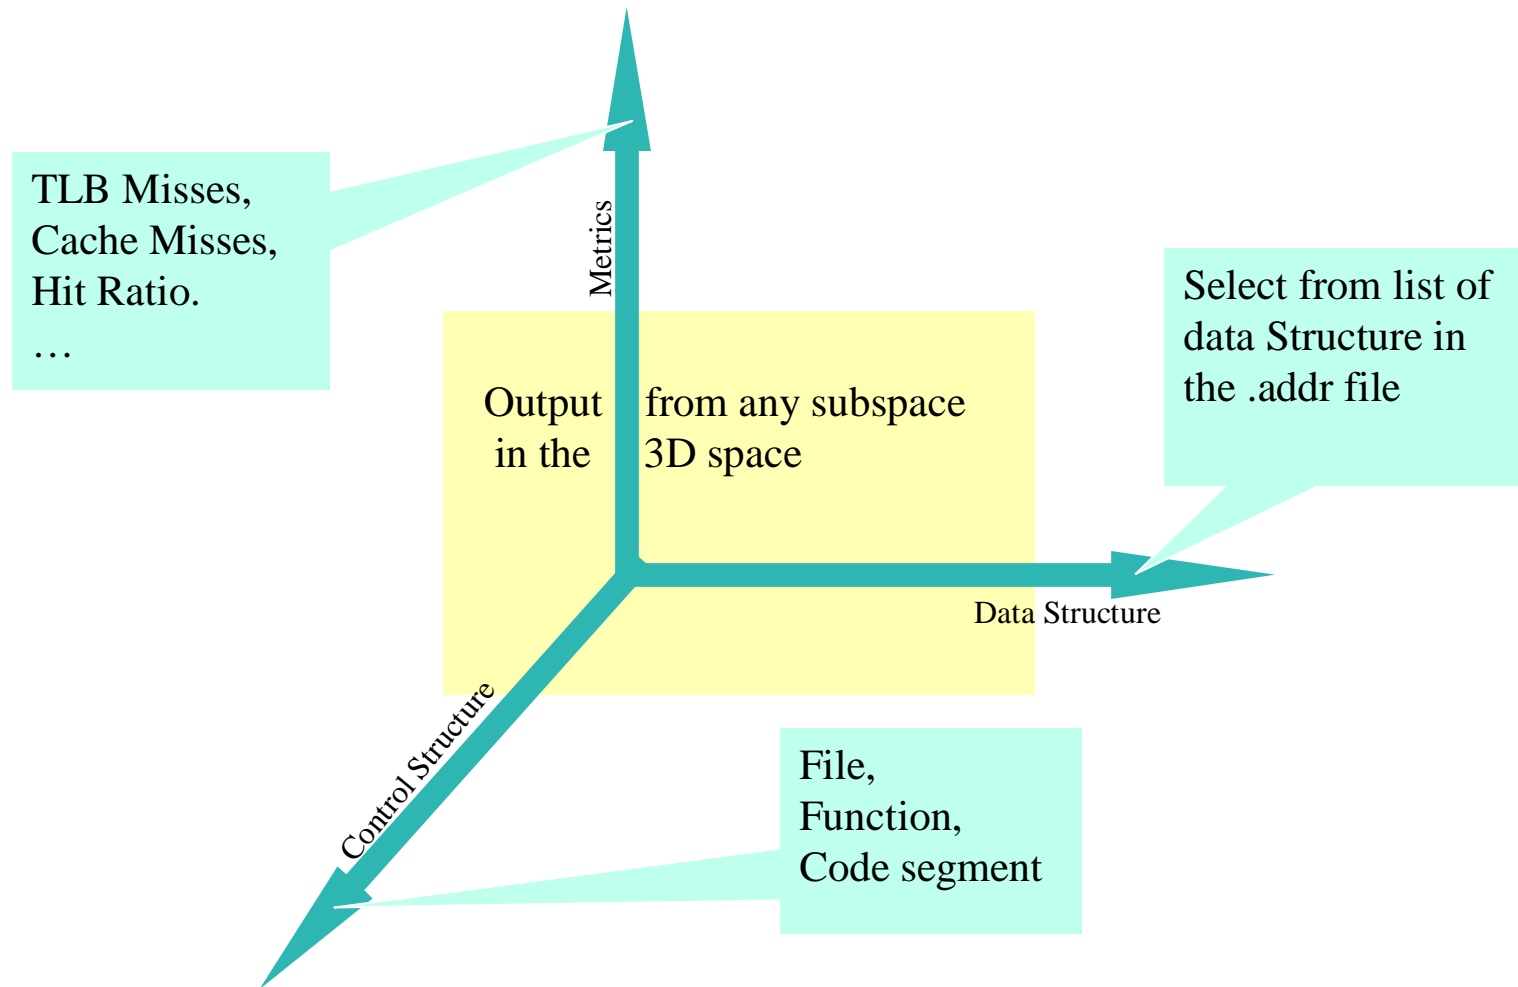 TLB Misses,
Cache Misses,
Hit Ratio.
…
Metrics
Select from list of
data Structure in
the .addr file
Output from any subspace
in the 3D space
Data Structure
Control Structure
File,
Function,
Code segment